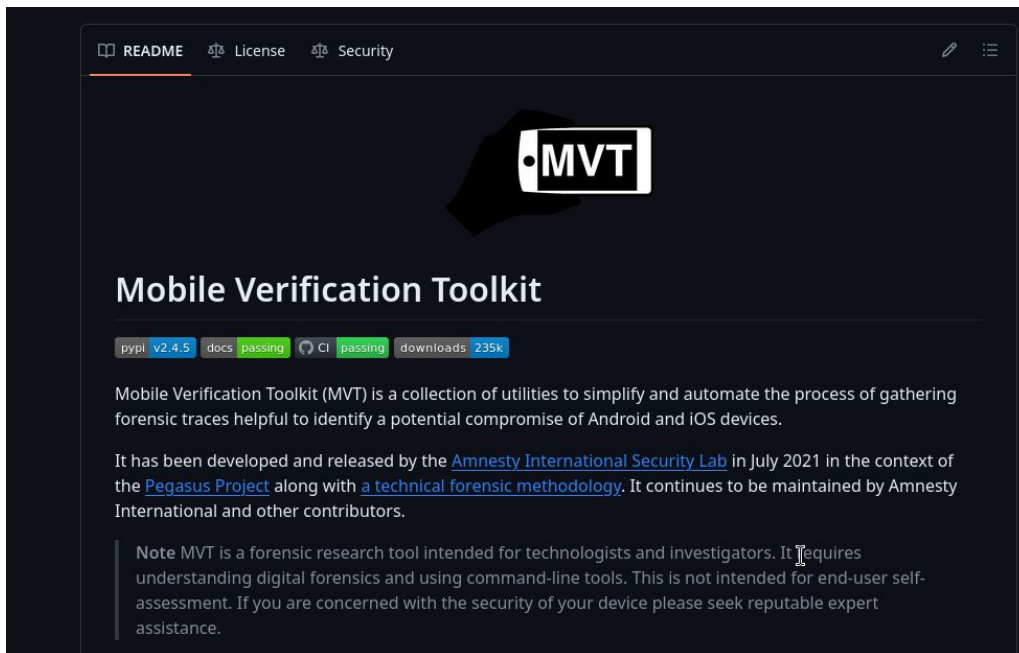 README License Security
MVT
Mobile Verification Toolkit
pypi v2.4.5 docs passing CI passing downloads 235k
Mobile Verification Toolkit (MVT) is a collection of utilities to simplify and automate the process of gathering
forensic traces helpful to identify a potential compromise of Android and iOS devices.
It has been developed and released by the Amnesty International Security Lab in July 2021 in the context of
the Pegasus Project along with a technical forensic methodology. It continues to be maintained by Amnesty
International and other contributors.
Note MVT is a forensic research tool intended for technologists and investigators. It requires
understanding digital forensics and using command-line tools. This is not intended for end-user self-
assessment. If you are concerned with the security of your device please seek reputable expert
assistance.